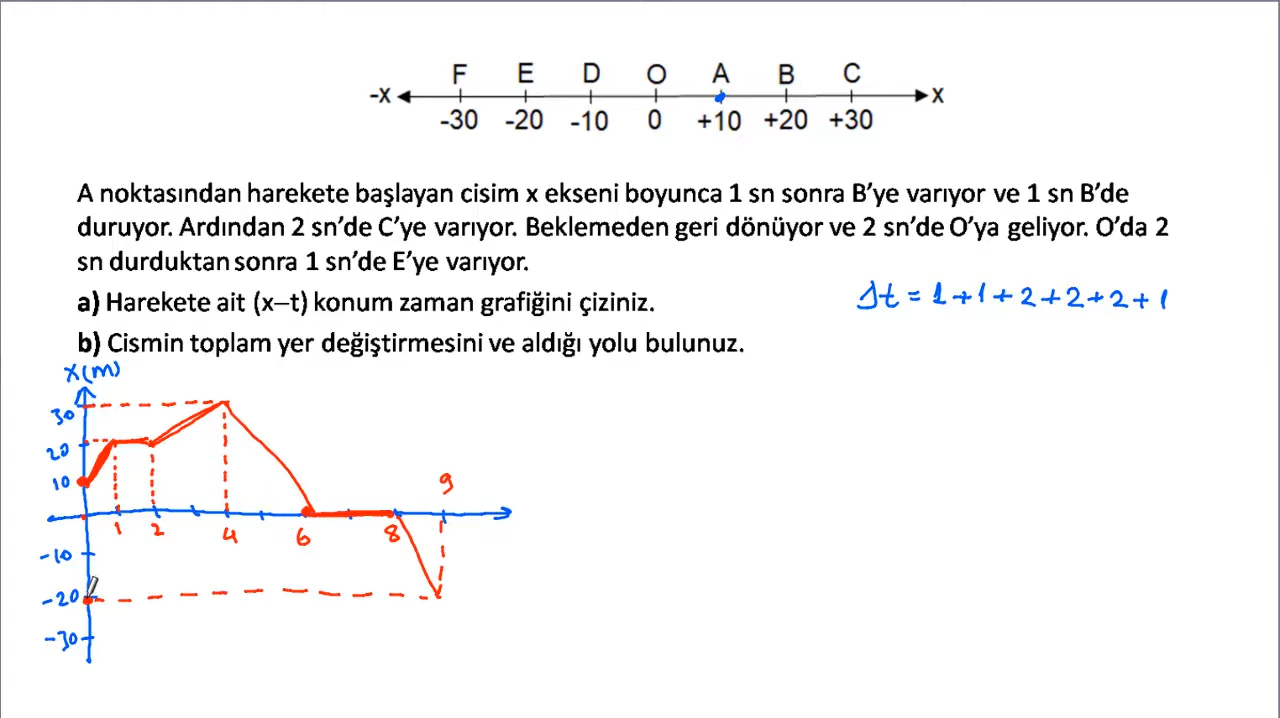 F E D O A B C
-x x
-30 -20 -10 0 +10 +20 +30
A noktasından harekete başlayan cisim x ekseni boyunca 1 sn sonra B'ye varıyor ve 1 sn B'de
duruyor. Ardından 2 sn'de C'ye varıyor. Beklemeden geri dönüyor ve 2 sn'de O'ya geliyor. O'da 2
sn durduktan sonra 1 sn'de E'ye varıyor.
a) Harekete ait (x–t) konum zaman grafiğini çiziniz.
Δt = 1+1+2+2+2+1
b) Cismin toplam yer değiştirmesini ve aldığı yolu bulunuz.
x(m)
30
20
10
9
1 2 4 6 8
-10
-20
-30